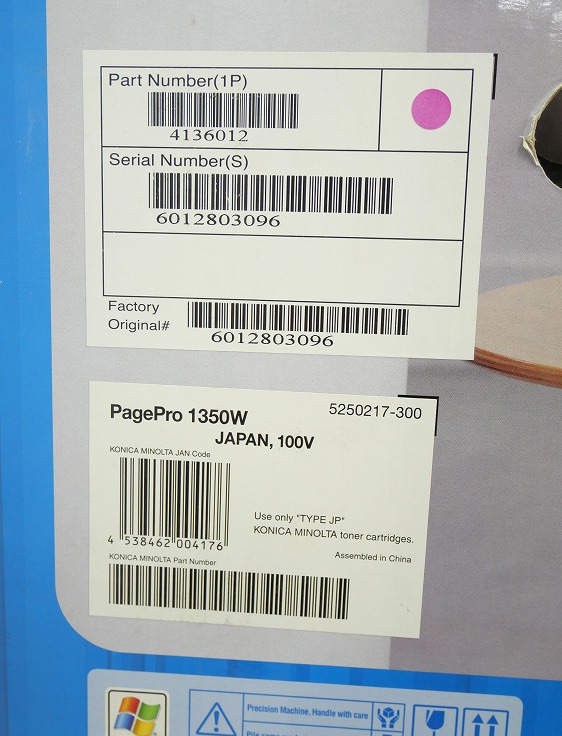 Part Number(1P)
4136012
Serial Number(S)
6012803096
Factory
Original#
6012803096
PagePro 1350W
5250217-300
JAPAN, 100V
KONICA MINOLTA JAN Code
4 538462 004176
Use only "TYPE JP"
KONICA MINOLTA toner cartridges.
Assembled in China
KONICA MINOLTA Part Number
Precision Machine, Handle with care